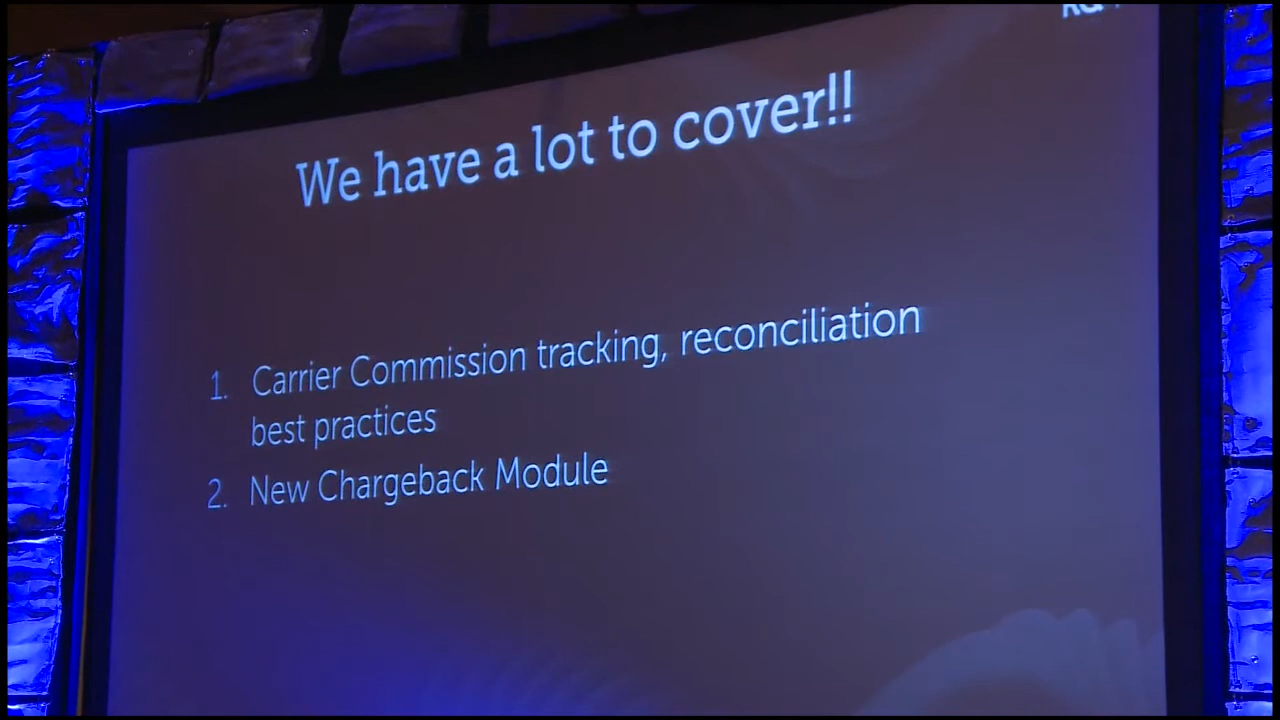 We have a lot to cover!!
1. Carrier Commission tracking, reconciliation
best practices
2. New Chargeback Module